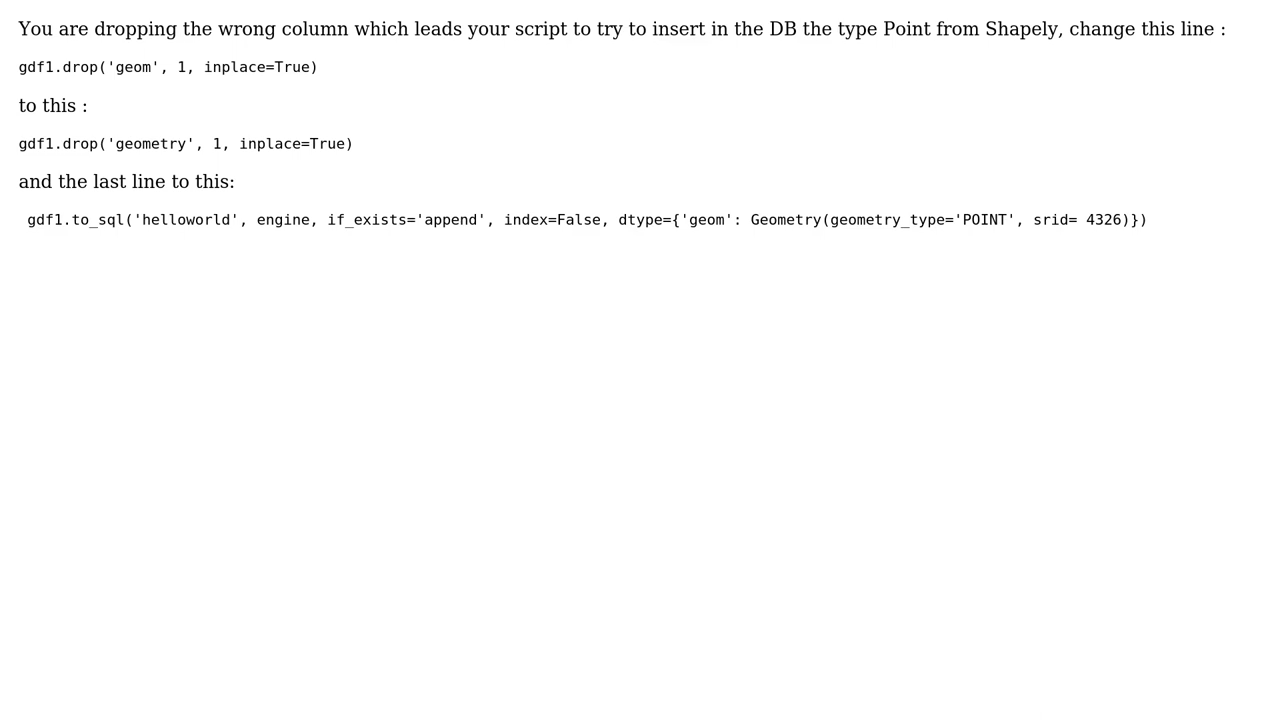 You are dropping the wrong column which leads your script to try to insert in the DB the type Point from Shapely, change this line :
gdf1.drop('geom', 1, inplace=True)
to this :
gdf1.drop('geometry', 1, inplace=True)
and the last line to this:
gdf1.to_sql('helloworld', engine, if_exists='append', index=False, dtype={'geom': Geometry(geometry_type='POINT', srid= 4326)})